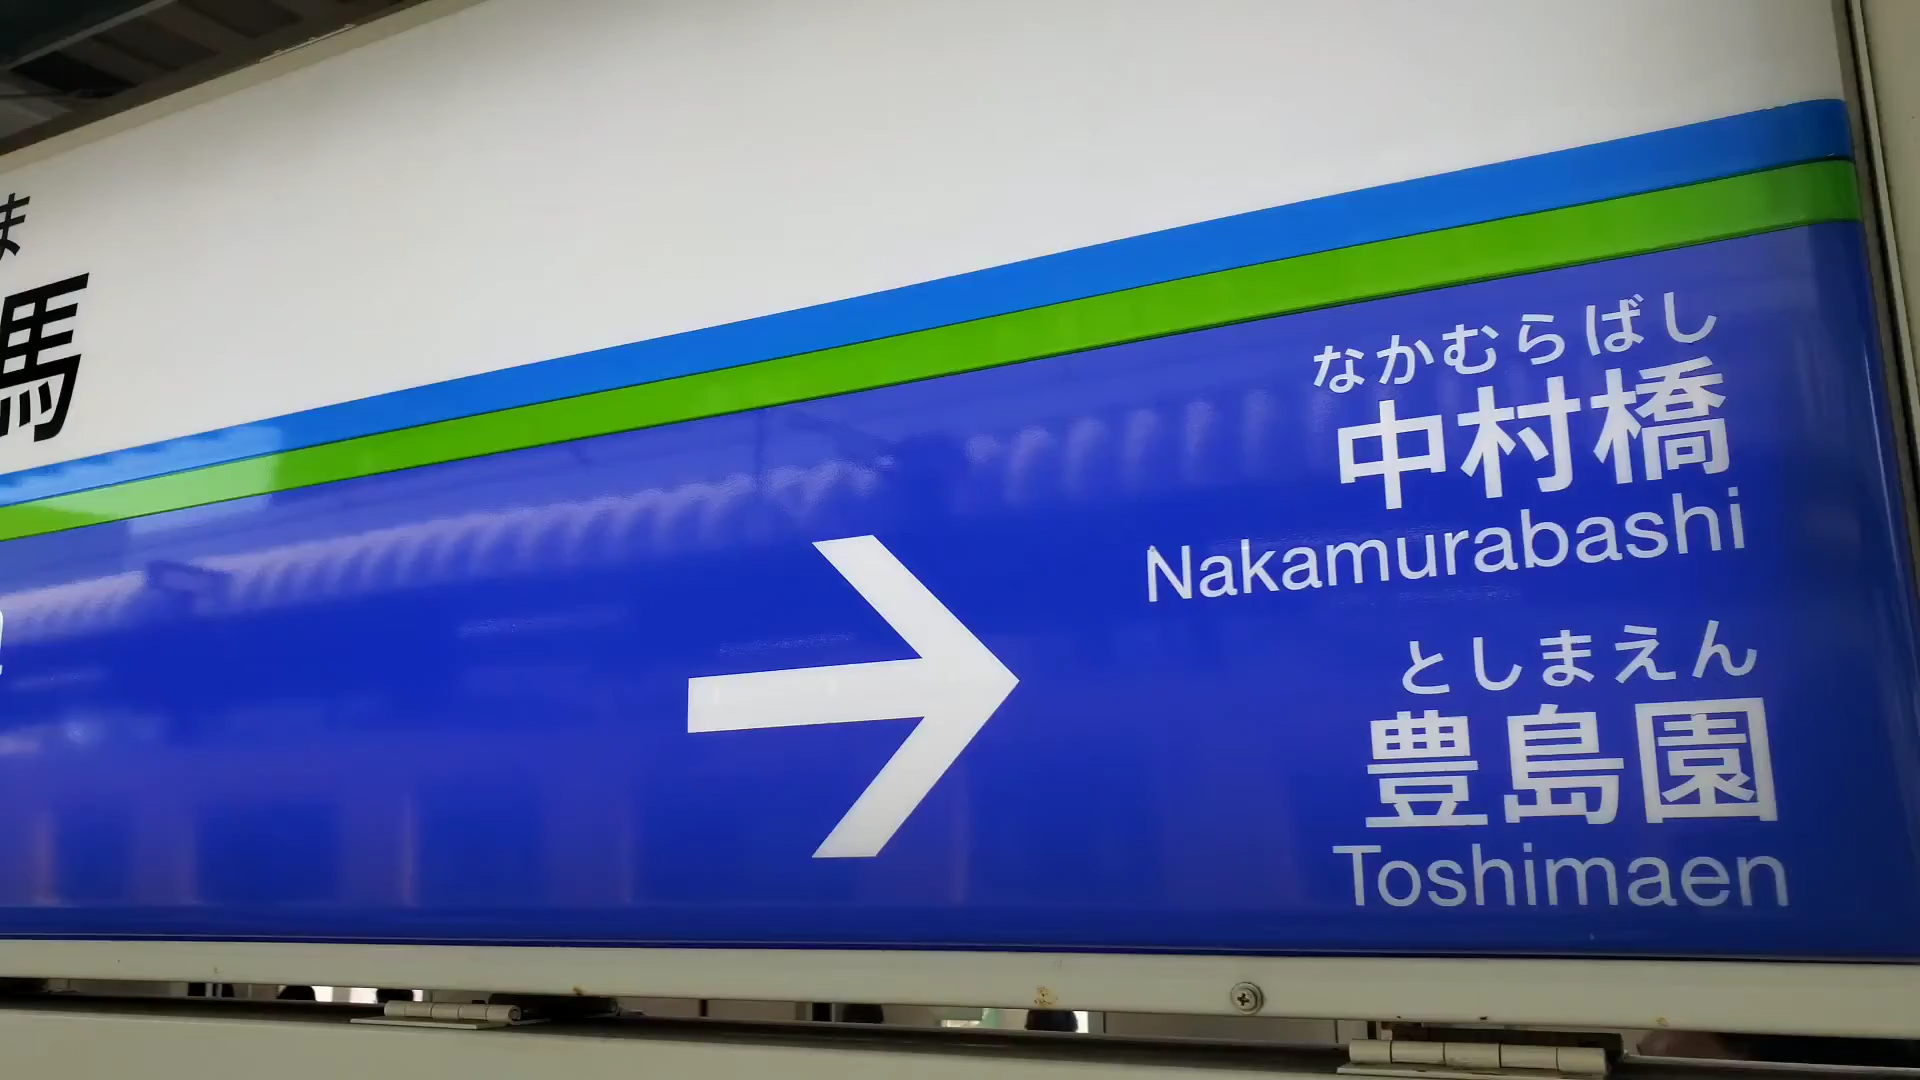 ま
馬
なかむらばし
中村橋
Nakamurabashi
としまえん
豊島園
Toshimaen